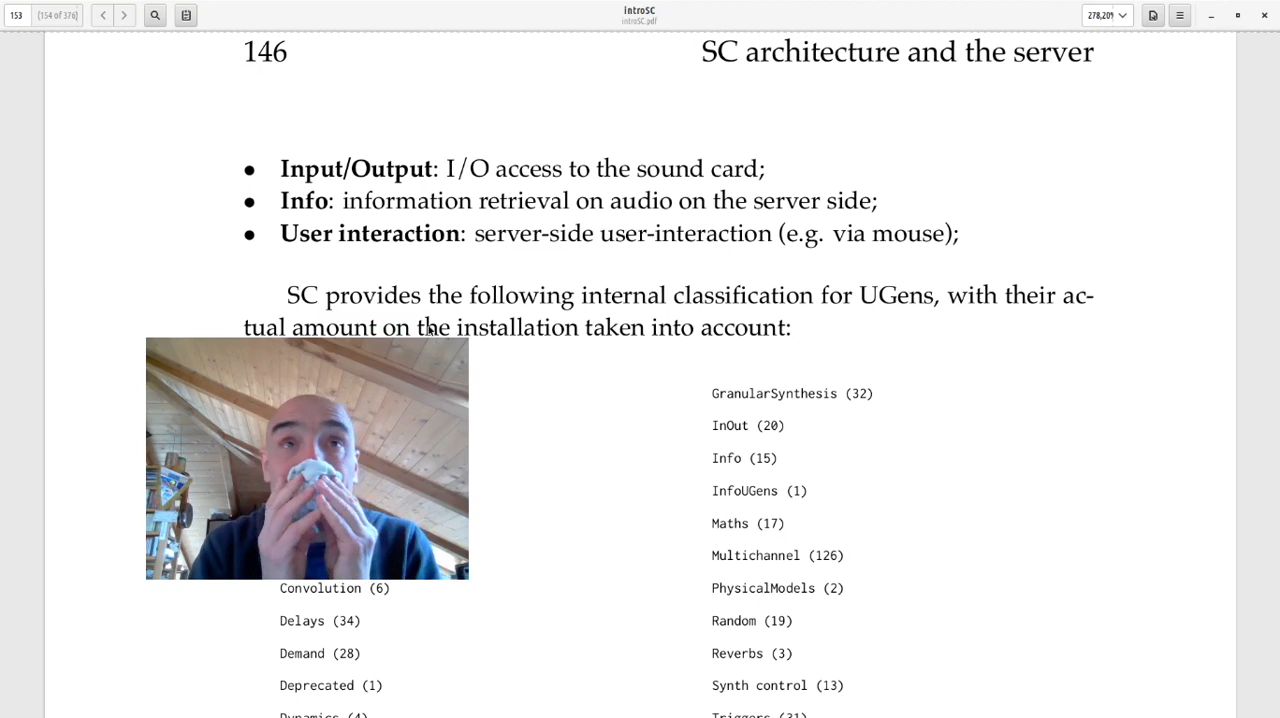 153
(154 of 376)
introSC
introSC.pdf
278,20%
146
SC architecture and the server
• Input/Output: I/O access to the sound card;
• Info: information retrieval on audio on the server side;
• User interaction: server-side user-interaction (e.g. via mouse);
SC provides the following internal classification for UGens, with their ac-
tual amount on the installation taken into account:
Convolution (6)
Delays (34)
Demand (28)
Deprecated (1)
Dynamics (4)
GranularSynthesis (32)
InOut (20)
Info (15)
InfoUGens (1)
Maths (17)
Multichannel (126)
PhysicalModels (2)
Random (19)
Reverbs (3)
Synth control (13)
Triggers (31)